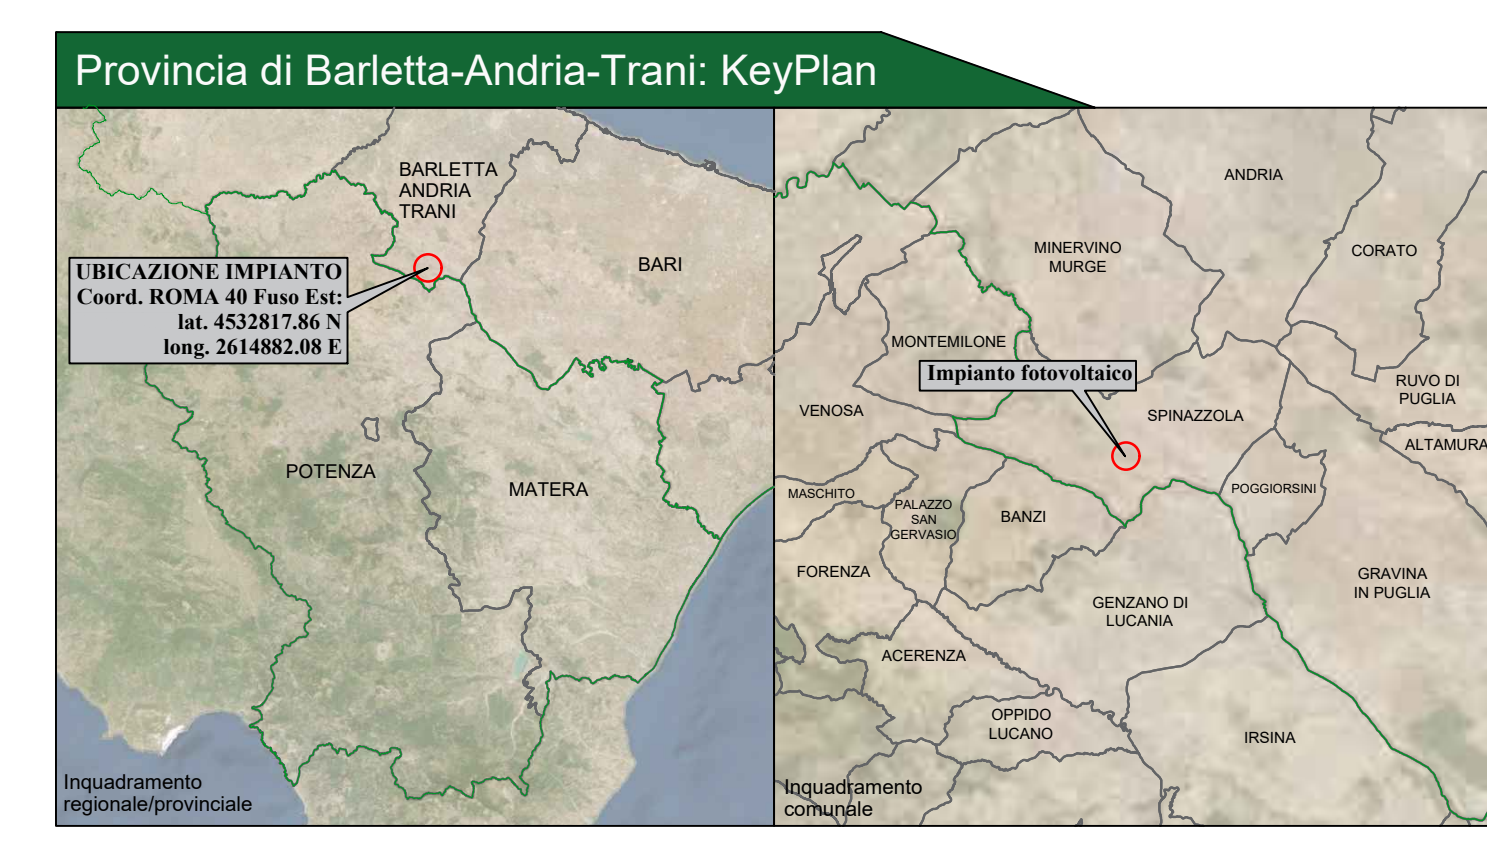 Provincia di Barletta-Andria-Trani: KeyPlan
BARLETTA
ANDRIA
TRANI
BARI
UBICAZIONE IMPIANTO
Coord. ROMA 40 Fuso Est:
lat. 4532817.86 N
long. 2614882.08 E
POTENZA
MATERA
Inquadramento
regionale/provinciale
ANDRIA
MINERVINO
MURGE
CORATO
MONTEMILONE
Impianto fotovoltaico
RUVO DI
PUGLIA
VENOSA
SPINAZZOLA
ALTAMURA
MASCHITO
PALAZZO
SAN
GERVASIO
BANZI
POGGIORSINI
FORENZA
GRAVINA
IN PUGLIA
GENZANO DI
LUCANIA
ACERENZA
OPPIDO
LUCANO
IRSINA
Inquadramento
comunale